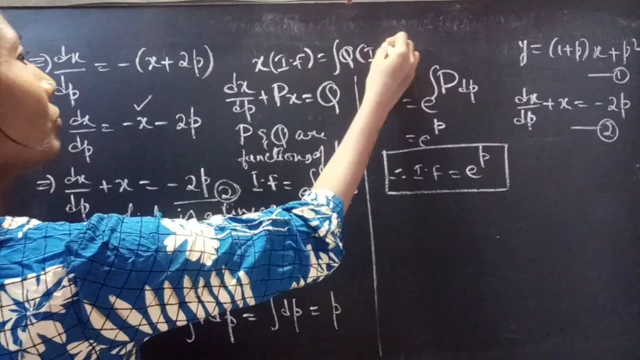 ⇒) dx/dp = -(x+2p)
dx/dp = -x - 2p
⇒ dx/dp + x = -2p ②
x(I·f) = ∫Q(I
dx/dp + Px = Q
P & Q are
functions of
I·f =
∫dp = p
= e^∫Pdp
= e^p
∴ I·f = e^p
y = (1+p)x + p²
①
dx/dp + x = -2p
②